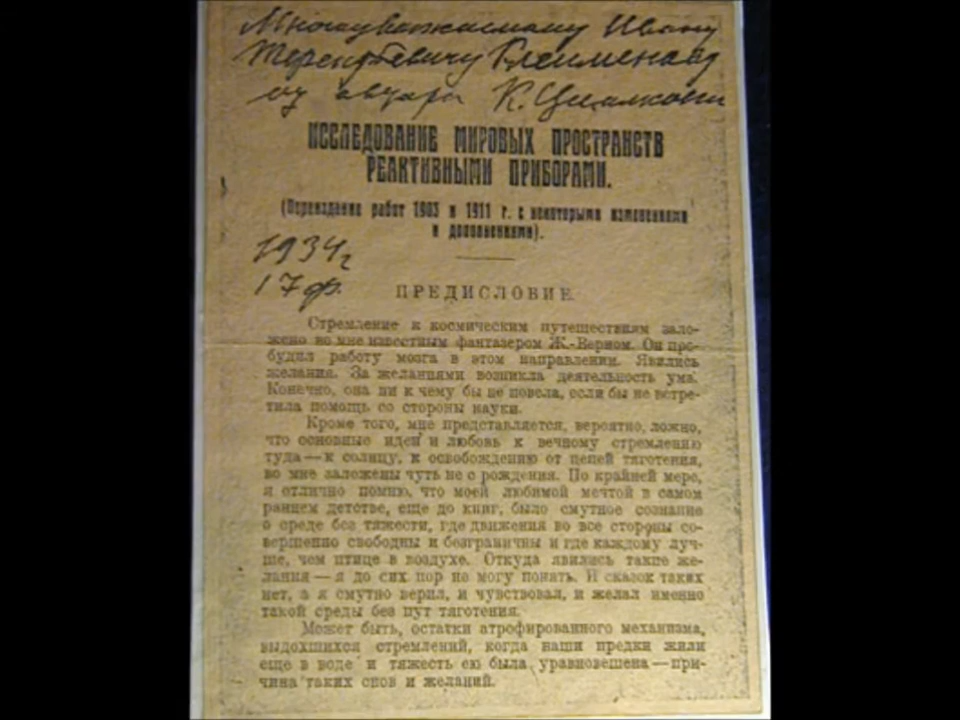 Многоуважаемому Ивану
Терентьевичу Клейменову
от автора К. Циолковский
ИССЛЕДОВАНИЕ МИРОВЫХ ПРОСТРАНСТВ
РЕАКТИВНЫМИ ПРИБОРАМИ.
(Переиздание работ 1903 и 1911 г. с некоторыми изменениями
и дополнениями).
1934 г
17 ф.
ПРЕДИСЛОВИЕ
Стремление к космическим путешествиям зало-
жено во мне известным фантазером Ж.-Верном. Он про-
будил работу мозга в этом направлении. Явились
желания. За желаниями возникла деятельность ума.
Конечно, она ни к чему бы не повела, если бы не встре-
тила помощь со стороны науки.
Кроме того, мне представляется, вероятно, ложно,
что основные идеи и любовь к вечному стремлению
туда—к солнцу, к освобождению от цепей тяготения,
во мне заложены чуть не с рождения. По крайней мере,
я отлично помню, что моей любимой мечтой в самом
раннем детстве, еще до книг, было смутное сознание
о среде без тяжести, где движения во все стороны со-
вершенно свободны и безграничны и где каждому луч-
ше, чем птице в воздухе. Откуда явились такие же-
лания—я до сих пор не могу понять. И сказок таких
нет, а я смутно верил, и чувствовал, и желал именно
такой среды без пут тяготения.
Может быть, остатки атрофированного механизма,
выдохшихся стремлений, когда наши предки жили
еще в воде и тяжесть ею была уравновешена—при-
чина таких снов и желаний.